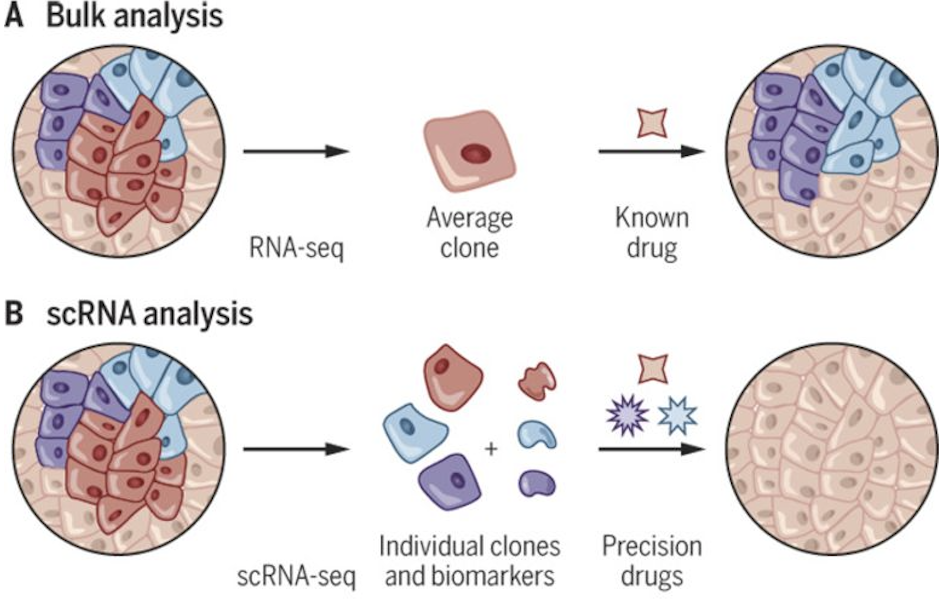 A Bulk analysis
RNA-seq
Average
clone
Known
drug
B scRNA analysis
scRNA-seq
+
Individual clones
and biomarkers
Precision
drugs